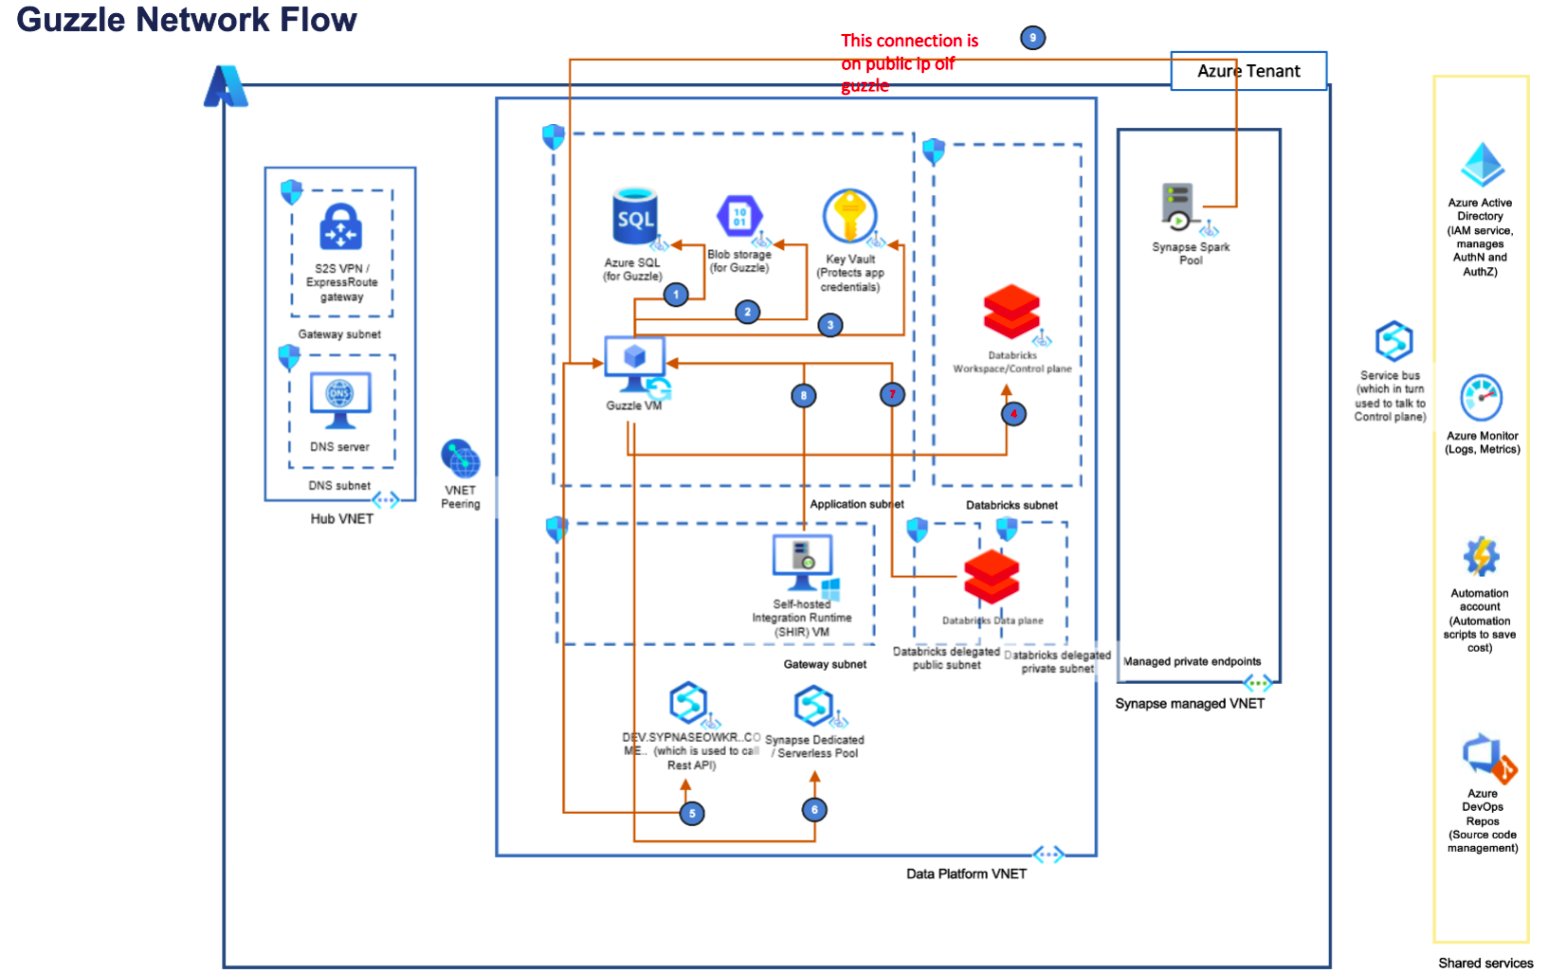 Guzzle Network Flow
This connection is
on public ip olf
guzzle
9
Azure Tenant
S2S VPN /
ExpressRoute
gateway
Gateway subnet
DNS
DNS server
DNS subnet
Hub VNET
VNET
Peering
SQL
Azure SQL
(for Guzzle)
10
01
Blob storage
(for Guzzle)
Key Vault
(Protects app
credentials)
1
2
3
Guzzle VM
8
7
4
Databricks
Workspace/Control plane
Application subnet
Databricks subnet
Self-hosted
Integration Runtime
(SHIR) VM
Gateway subnet
Databricks Data plane
Databricks delegated
public subnet
Databricks delegated
private subnet
DEV.SYPNASEOWKR..CO
ME.. (which is used to call
Rest API)
Synapse Dedicated
/ Serverless Pool
5
6
Data Platform VNET
Synapse Spark
Pool
Managed private endpoints
Synapse managed VNET
Service bus
(which in turn
used to talk to
Control plane)
Azure Active
Directory
(IAM service,
manages
AuthN and
AuthZ)
Azure Monitor
(Logs, Metrics)
Automation
account
(Automation
scripts to save
cost)
Azure
DevOps
Repos
(Source code
management)
Shared services